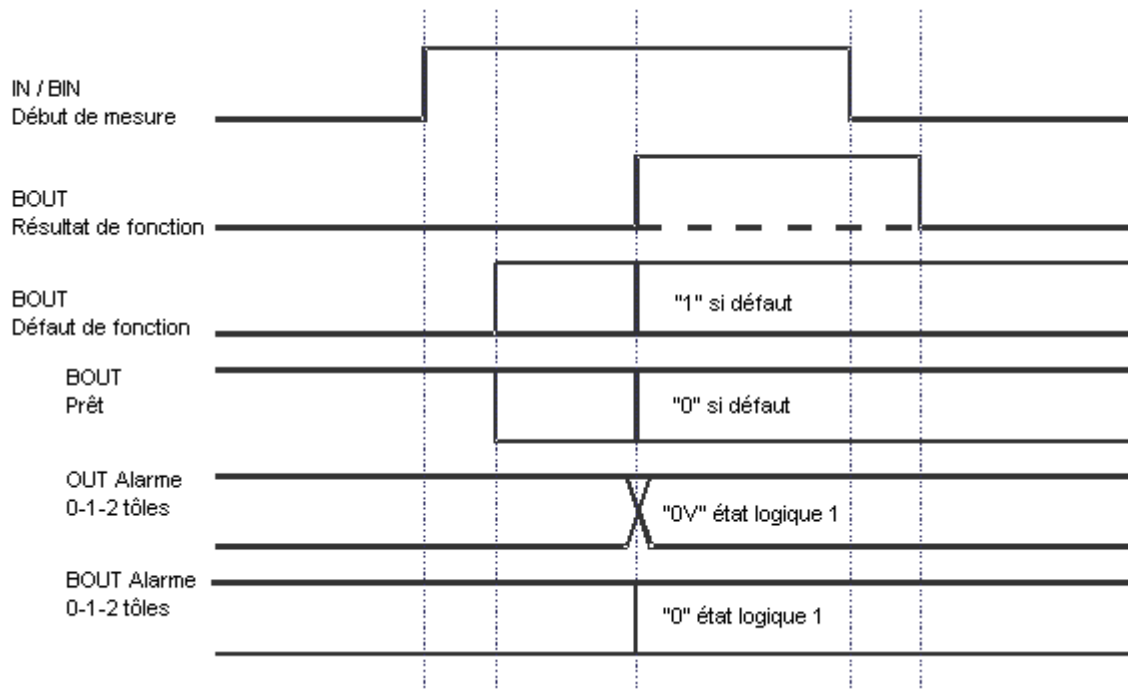 IN / BIN
Début de mesure
BOUT
Résultat de fonction
BOUT
Défaut de fonction
"1" si défaut
BOUT
Prêt
"0" si défaut
OUT Alarme
0-1-2 tôles
"0V" état logique 1
BOUT Alarme
0-1-2 tôles
"0" état logique 1